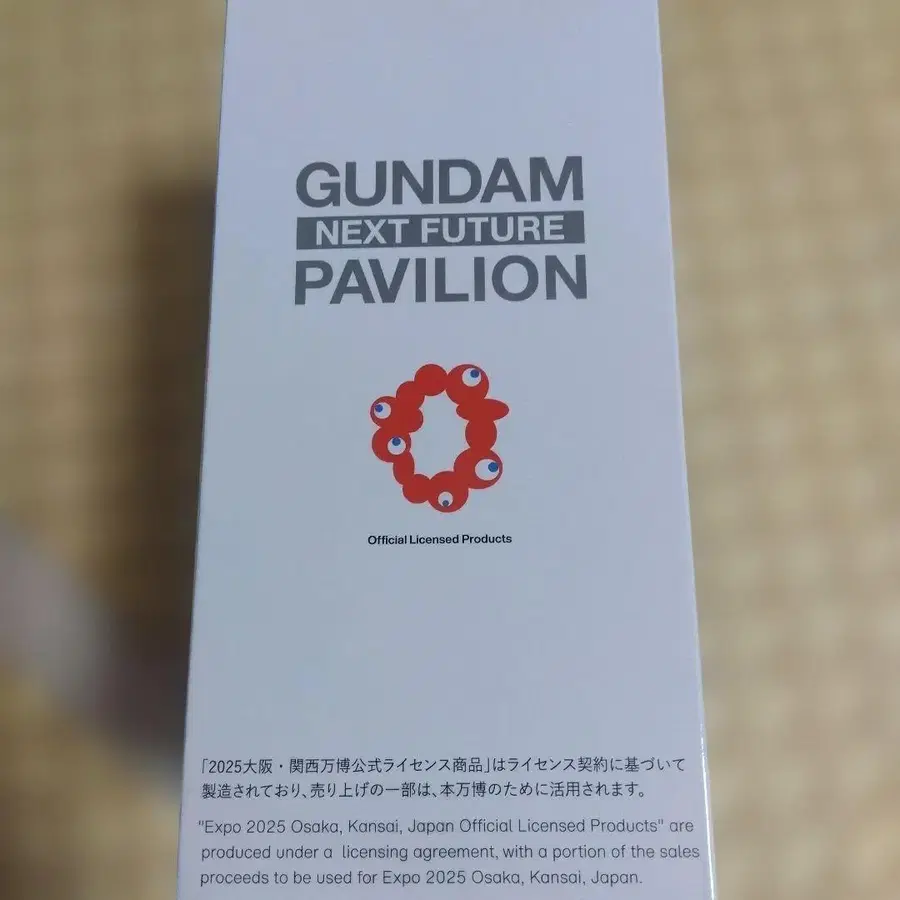 GUNDAM
NEXT FUTURE
PAVILION
Official Licensed Products
「2025大阪・関西万博公式ライセンス商品」はライセンス契約に基づいて
製造されており、売り上げの一部は、本万博のために活用されます。
"Expo 2025 Osaka, Kansai, Japan Official Licensed Products" are
produced under a licensing agreement, with a portion of the sales
proceeds to be used for Expo 2025 Osaka, Kansai, Japan.